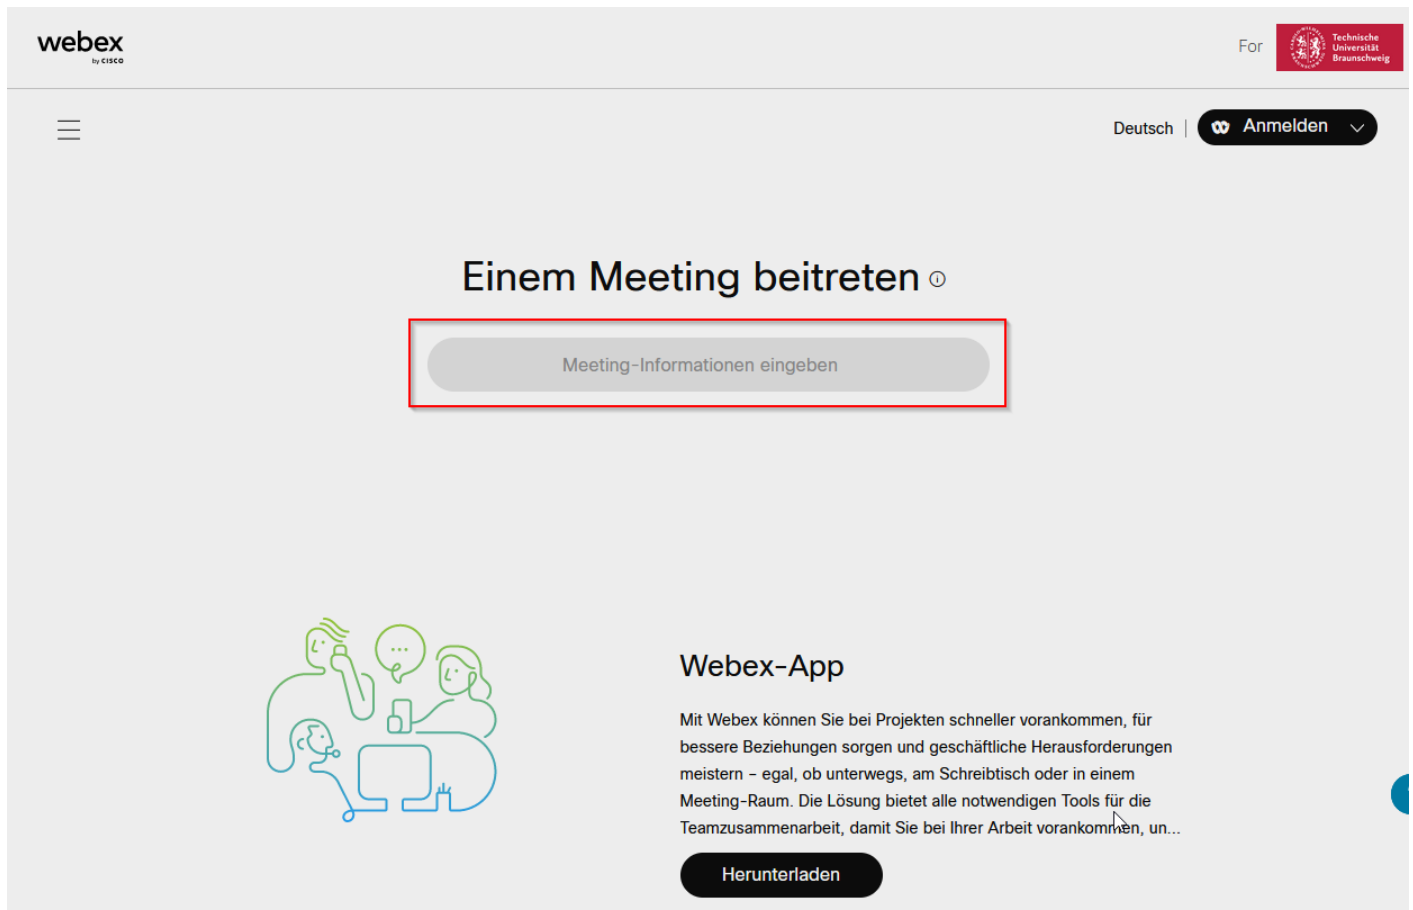 webex
by CISCO
For
Technische
Universität
Braunschweig
Deutsch
Anmelden
Einem Meeting beitreten
Meeting-Informationen eingeben
Webex-App
Mit Webex können Sie bei Projekten schneller vorankommen, für
bessere Beziehungen sorgen und geschäftliche Herausforderungen
meistern – egal, ob unterwegs, am Schreibtisch oder in einem
Meeting-Raum. Die Lösung bietet alle notwendigen Tools für die
Teamzusammenarbeit, damit Sie bei Ihrer Arbeit vorankommen, un...
Herunterladen